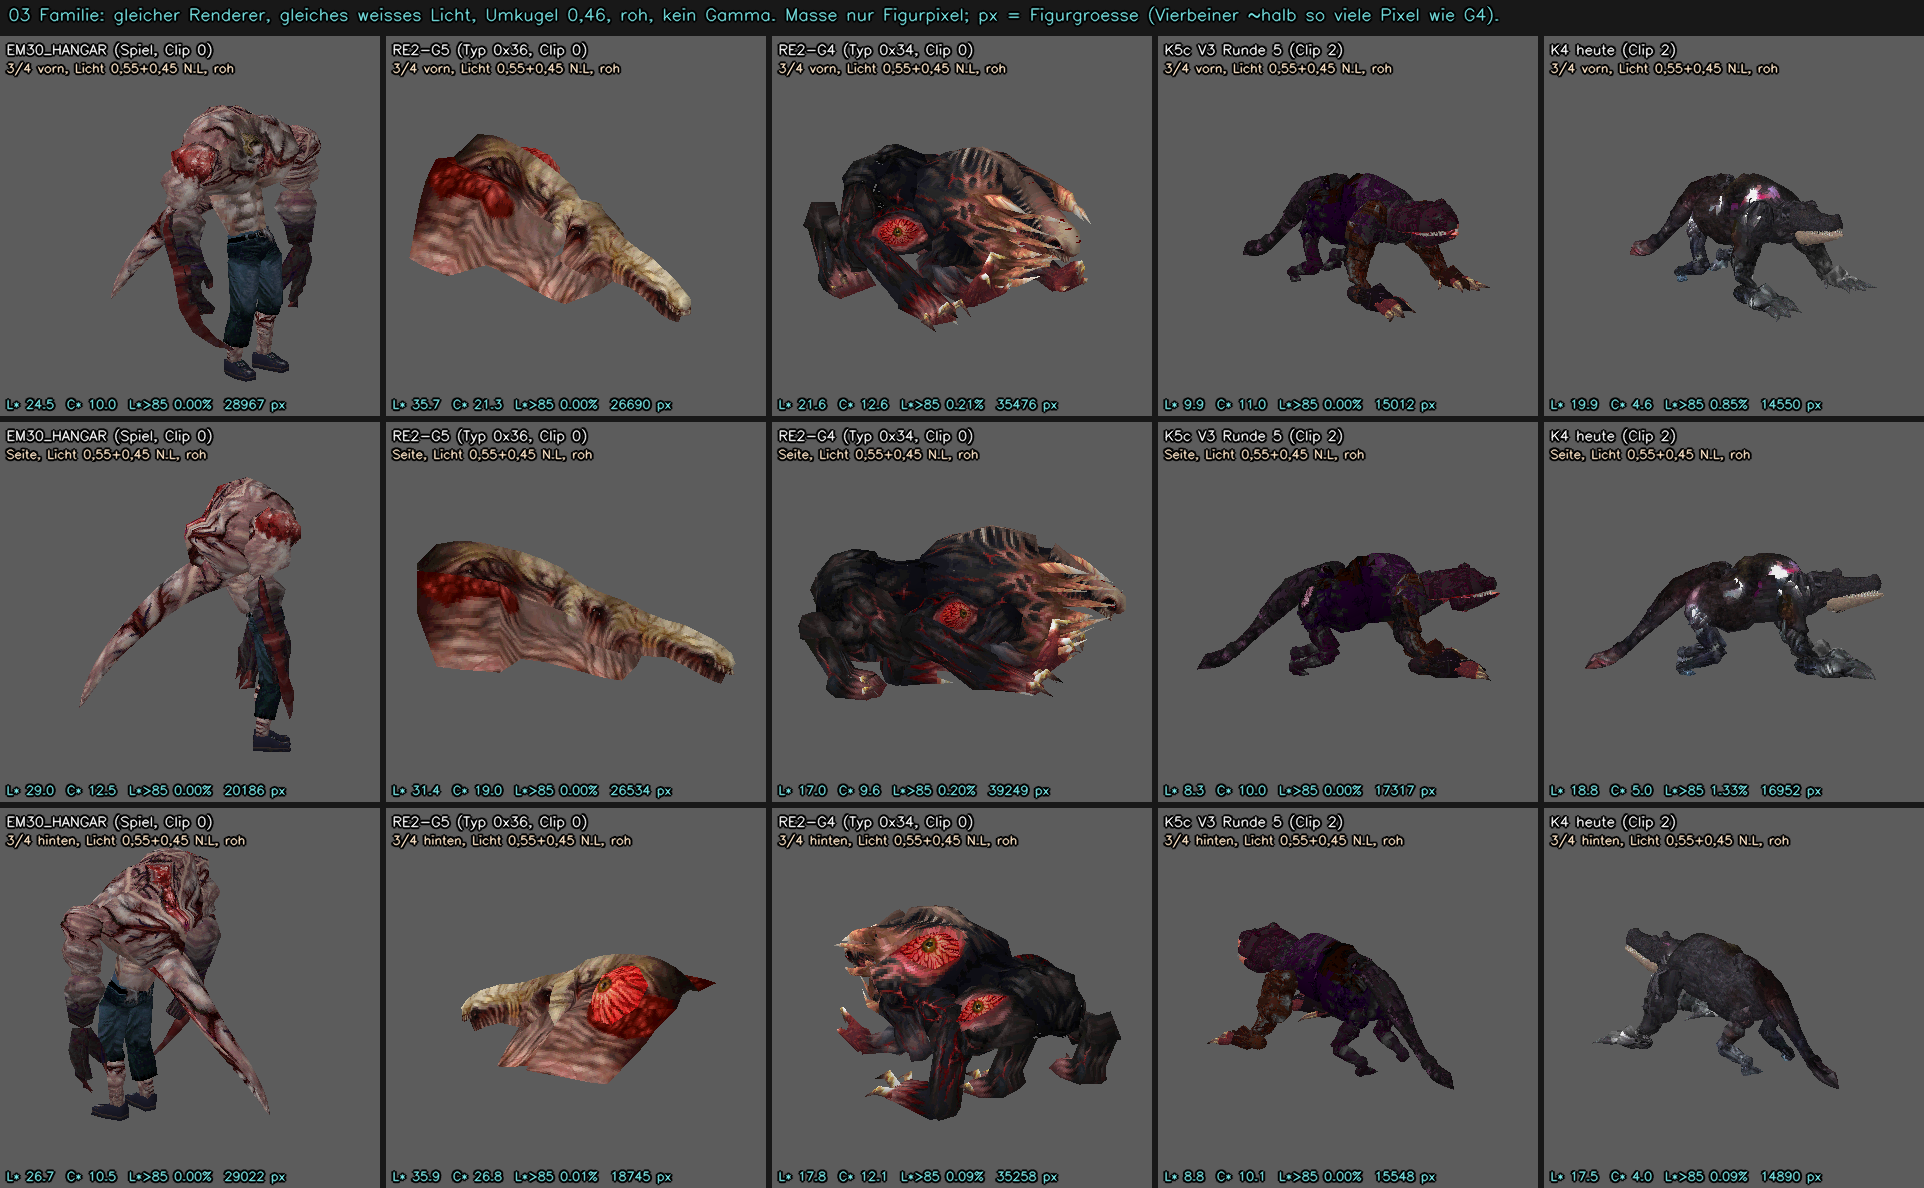 03 Familie: gleicher Renderer, gleiches weisses Licht, Umkugel 0,46, roh, kein Gamma. Masse nur Figurpixel; px = Figurgroesse (Vierbeiner ~halb so viele Pixel wie G4).
EM30_HANGAR (Spiel, Clip 0)
3/4 vorn, Licht 0,55+0,45 N.L, roh
L* 24.5 C* 10.0 L*>85 0.00% 28967 px
RE2-G5 (Typ 0x36, Clip 0)
3/4 vorn, Licht 0,55+0,45 N.L, roh
L* 35.7 C* 21.3 L*>85 0.00% 26690 px
RE2-G4 (Typ 0x34, Clip 0)
3/4 vorn, Licht 0,55+0,45 N.L, roh
L* 21.6 C* 12.6 L*>85 0.21% 35476 px
K5c V3 Runde 5 (Clip 2)
3/4 vorn, Licht 0,55+0,45 N.L, roh
L* 9.9 C* 11.0 L*>85 0.00% 15012 px
K4 heute (Clip 2)
3/4 vorn, Licht 0,55+0,45 N.L, roh
L* 19.9 C* 4.6 L*>85 0.85% 14550 px
EM30_HANGAR (Spiel, Clip 0)
Seite, Licht 0,55+0,45 N.L, roh
L* 29.0 C* 12.5 L*>85 0.00% 20186 px
RE2-G5 (Typ 0x36, Clip 0)
Seite, Licht 0,55+0,45 N.L, roh
L* 31.4 C* 19.0 L*>85 0.00% 26534 px
RE2-G4 (Typ 0x34, Clip 0)
Seite, Licht 0,55+0,45 N.L, roh
L* 17.0 C* 9.6 L*>85 0.20% 39249 px
K5c V3 Runde 5 (Clip 2)
Seite, Licht 0,55+0,45 N.L, roh
L* 8.3 C* 10.0 L*>85 0.00% 17317 px
K4 heute (Clip 2)
Seite, Licht 0,55+0,45 N.L, roh
L* 18.8 C* 5.0 L*>85 1.33% 16952 px
EM30_HANGAR (Spiel, Clip 0)
3/4 hinten, Licht 0,55+0,45 N.L, roh
L* 26.7 C* 10.5 L*>85 0.00% 29022 px
RE2-G5 (Typ 0x36, Clip 0)
3/4 hinten, Licht 0,55+0,45 N.L, roh
L* 35.9 C* 26.8 L*>85 0.01% 18745 px
RE2-G4 (Typ 0x34, Clip 0)
3/4 hinten, Licht 0,55+0,45 N.L, roh
L* 17.8 C* 12.1 L*>85 0.09% 35258 px
K5c V3 Runde 5 (Clip 2)
3/4 hinten, Licht 0,55+0,45 N.L, roh
L* 8.8 C* 10.1 L*>85 0.00% 15548 px
K4 heute (Clip 2)
3/4 hinten, Licht 0,55+0,45 N.L, roh
L* 17.5 C* 4.0 L*>85 0.09% 14890 px